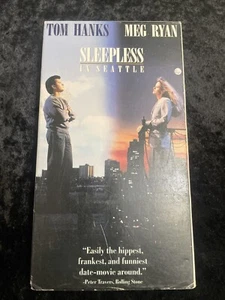 TOM HANKS MEG RYAN
SLEEPLESS
IN SEATTLE
"Easily the hippest,
frankest, and funniest
date-movie around."
-Peter Travers, Rolling Stone